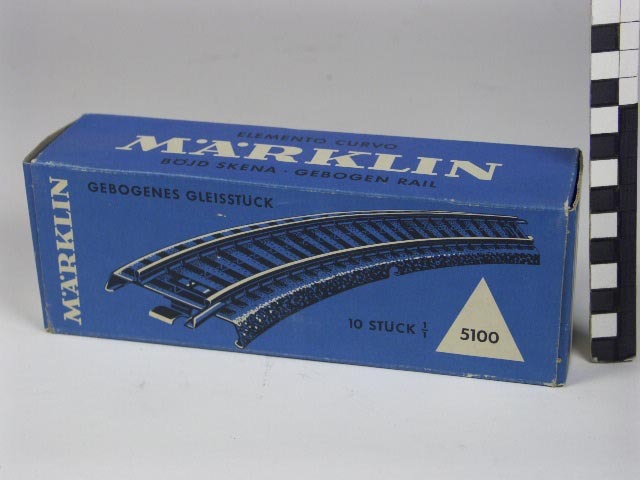 ELEMENTO CURVO
MÄRKLIN
BÖJD SKENA · GEBOGEN RAIL
MÄRKLIN
GEBOGENES GLEISSTÜCK
10 STÜCK 1/1
5100